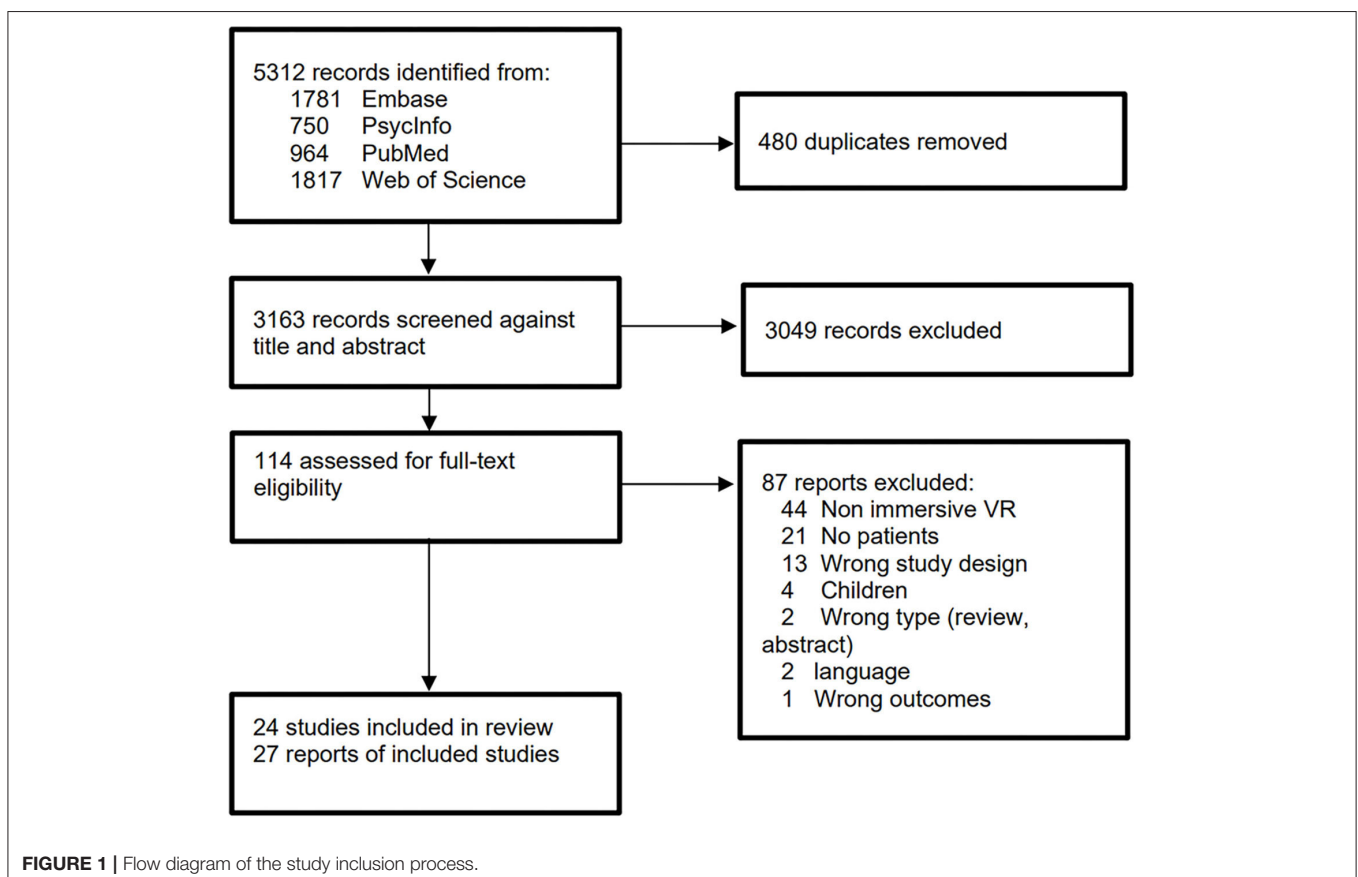 5312 records identified from:
1781 Embase
750 PsycInfo
964 PubMed
1817 Web of Science
480 duplicates removed
3163 records screened against
title and abstract
3049 records excluded
114 assessed for full-text
eligibility
87 reports excluded:
44 Non immersive VR
21 No patients
13 Wrong study design
4 Children
2 Wrong type (review,
abstract)
2 language
1 Wrong outcomes
24 studies included in review
27 reports of included studies
FIGURE 1 | Flow diagram of the study inclusion process.